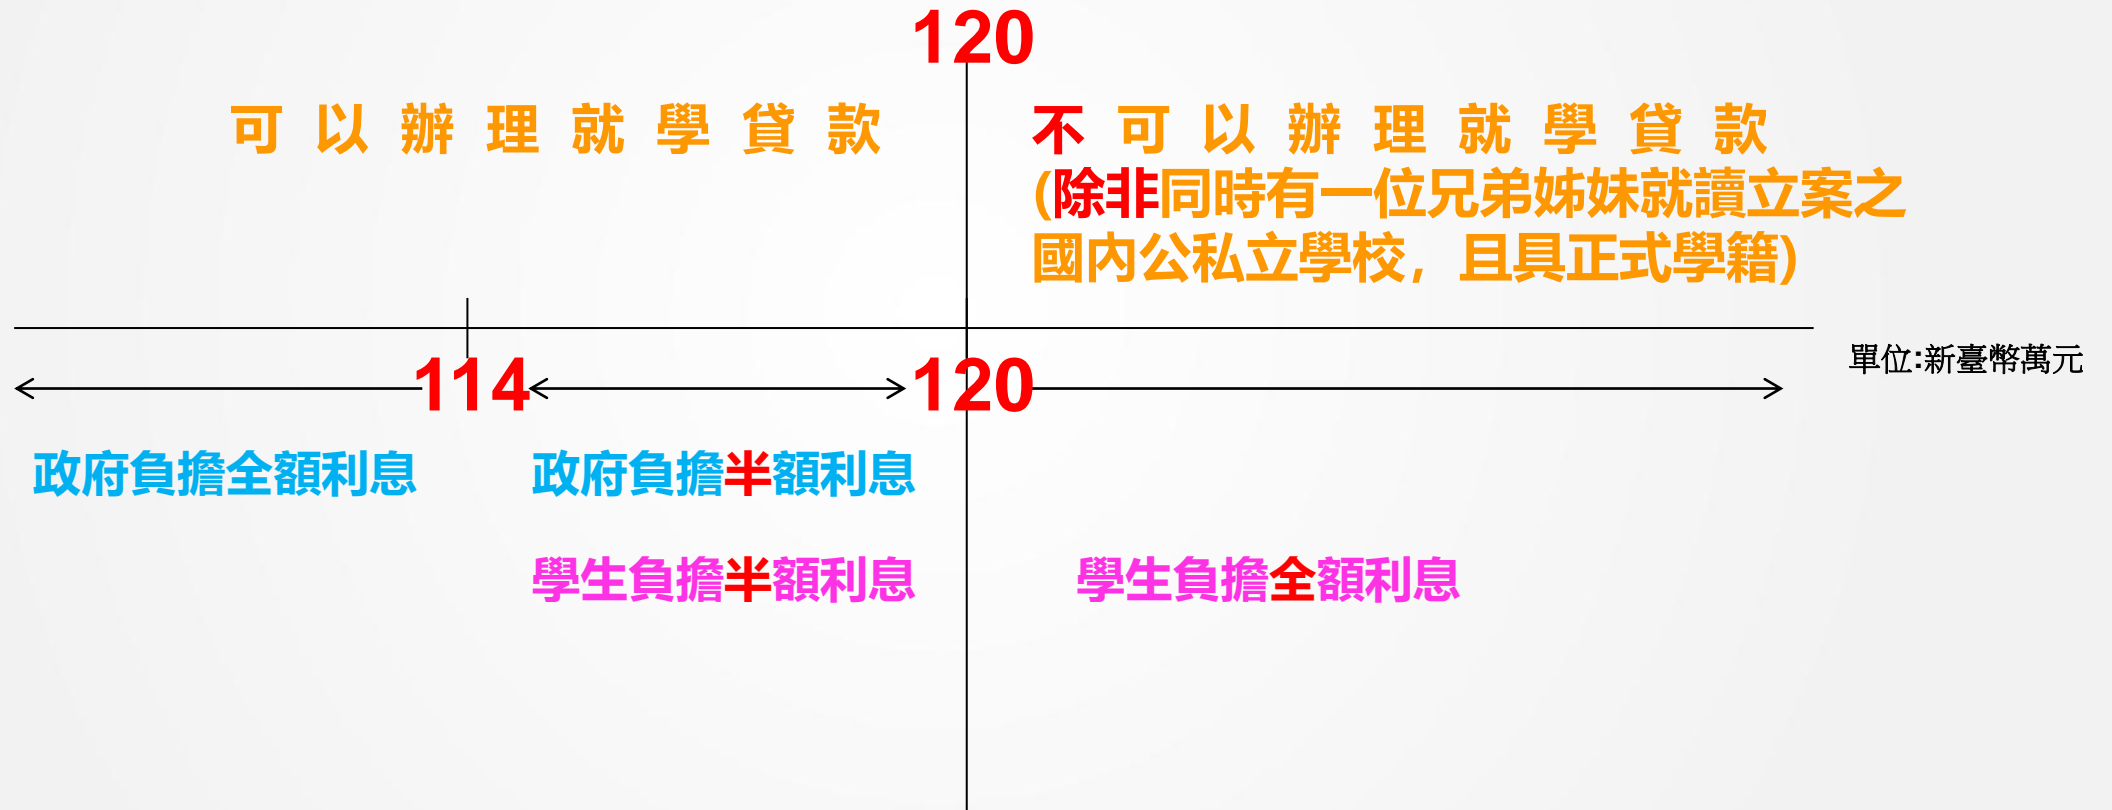 120
可以辦理就學貸款
不可以辦理就學貸款
(除非同時有一位兄弟姊妹就讀立案之
國內公私立學校，且具正式學籍)
單位:新臺幣萬元
114
120
政府負擔全額利息
政府負擔半額利息
學生負擔半額利息
學生負擔全額利息